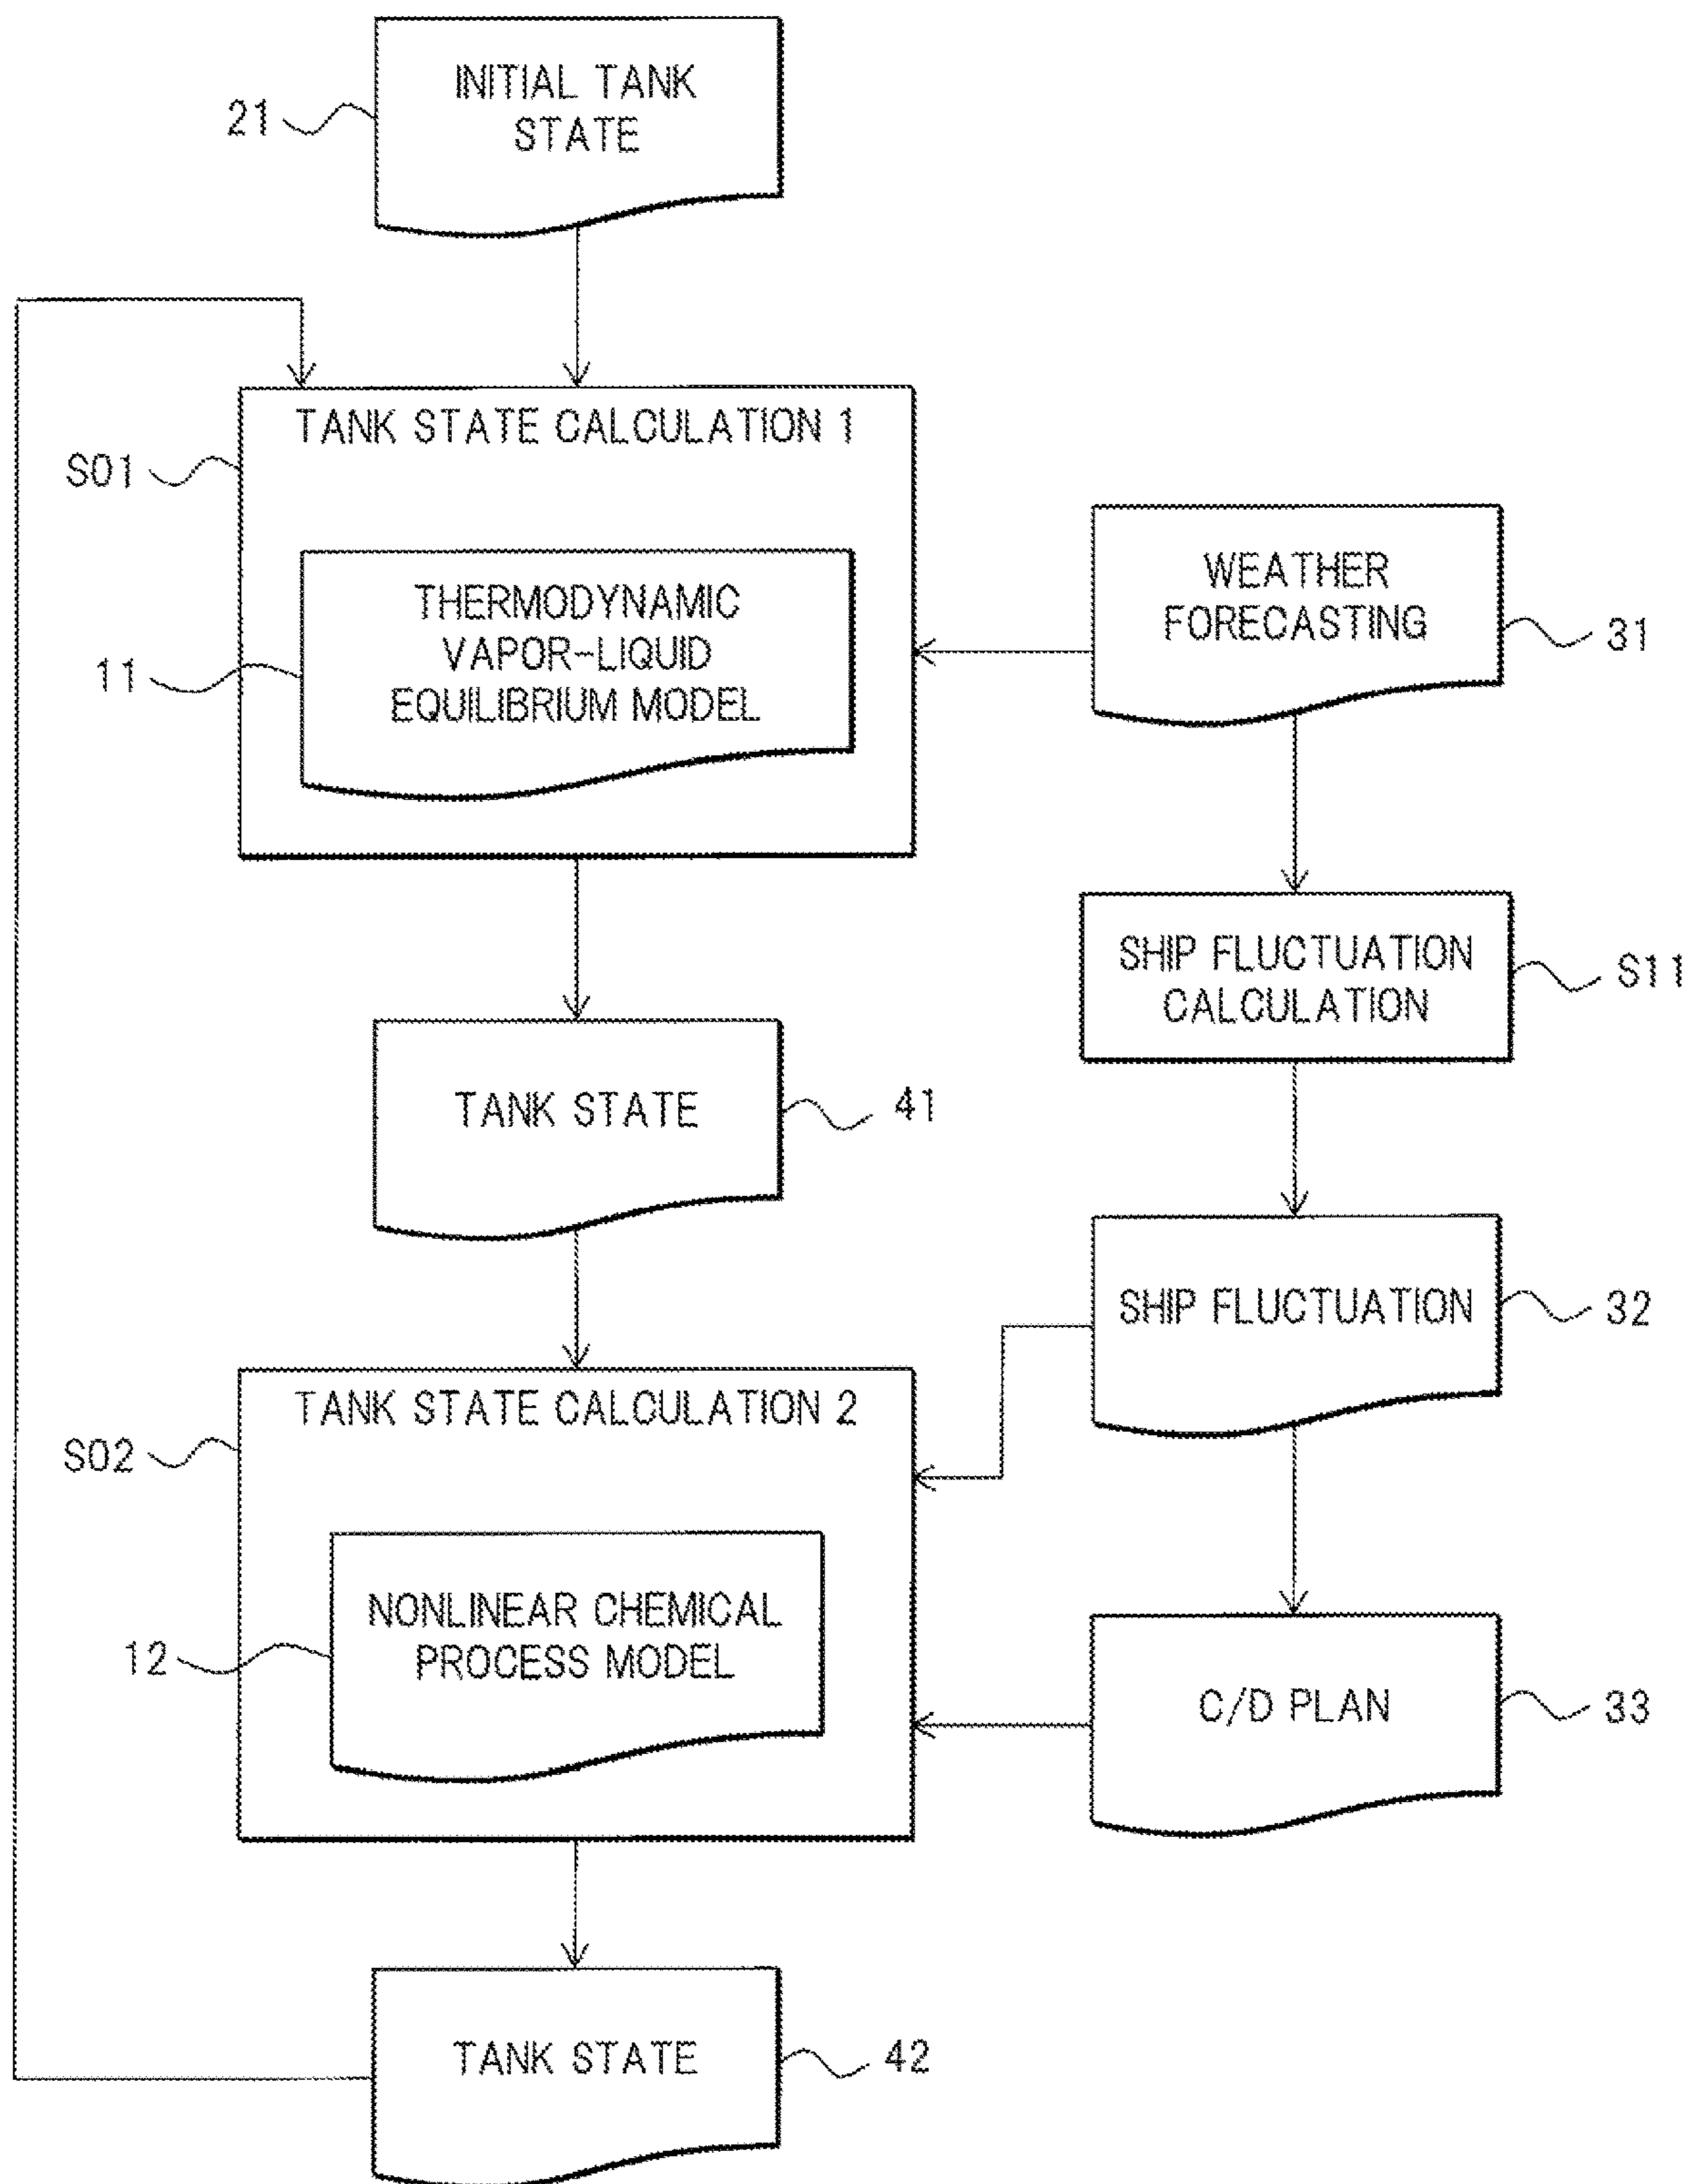 INITIAL TANK
STATE
21
TANK STATE CALCULATION 1
S01
THERMODYNAMIC
VAPOR-LIQUID
EQUILIBRIUM MODEL
11
WEATHER
FORECASTING
31
SHIP FLUCTUATION
CALCULATION
S11
TANK STATE
41
SHIP FLUCTUATION
32
TANK STATE CALCULATION 2
S02
NONLINEAR CHEMICAL
PROCESS MODEL
12
C/D PLAN
33
TANK STATE
42